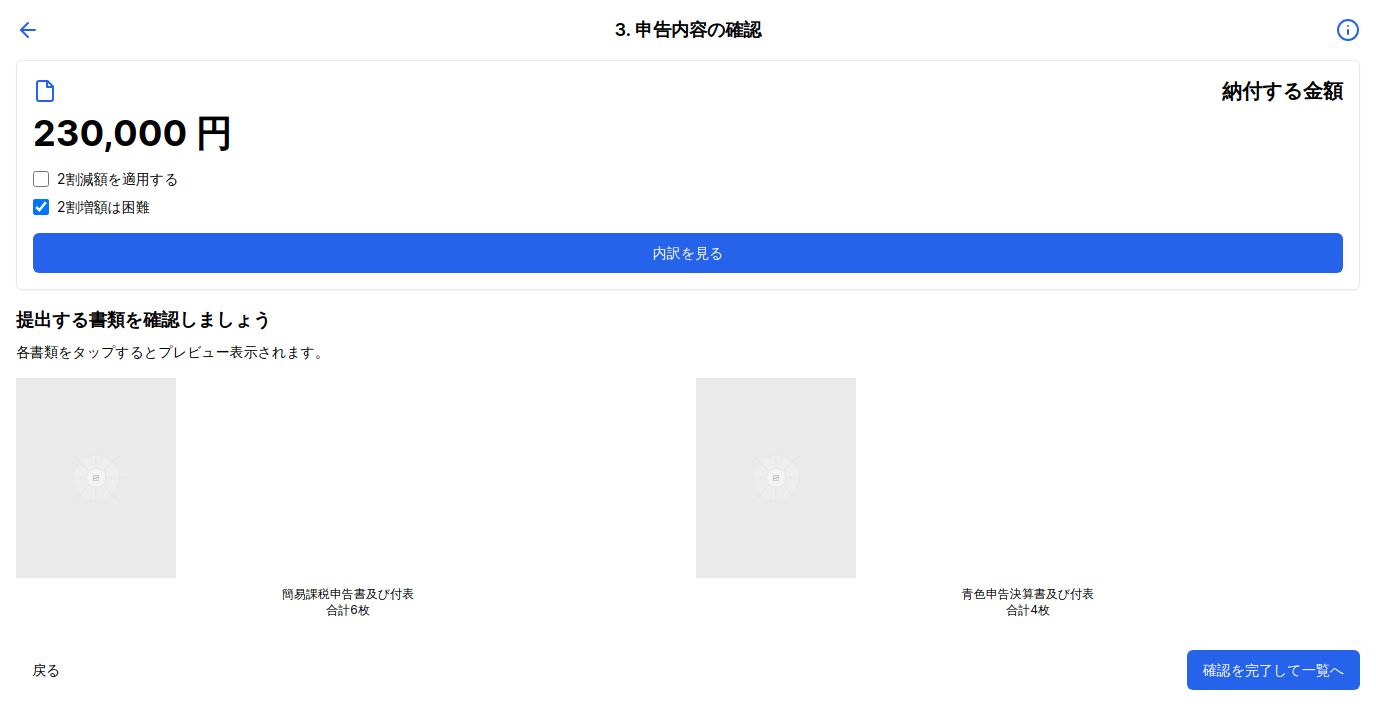 3. 申告内容の確認
納付する金額
230,000 円
2割減額を適用する
2割増額は困難
内訳を見る
提出する書類を確認しましょう
各書類をタップするとプレビュー表示されます。
簡易課税申告書及び付表
合計6枚
青色申告決算書及び付表
合計4枚
戻る
確認を完了して一覧へ